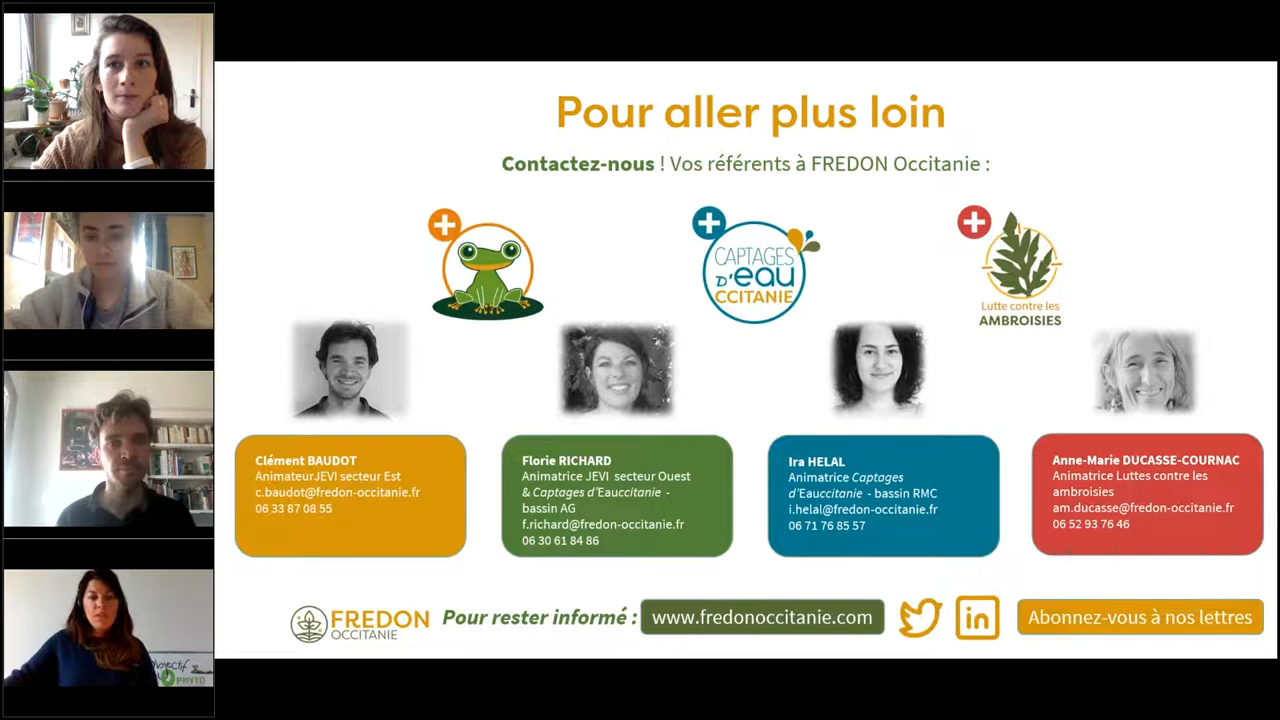 Pour aller plus loin
Contactez-nous ! Vos référents à FREDON Occitanie :
CAPTAGES
D'eau
CCITANIE
Lutte contre les
AMBROISIES
Clément BAUDOT
AnimateurJEVI secteur Est
c.baudot@fredon-occitanie.fr
06 33 87 08 55
Florie RICHARD
Animatrice JEVI secteur Ouest
& Captages d'Eauccitanie -
bassin AG
f.richard@fredon-occitanie.fr
06 30 61 84 86
Ira HELAL
Animatrice Captages
d'Eauccitanie - bassin RMC
i.helal@fredon-occitanie.fr
06 71 76 85 57
Anne-Marie DUCASSE-COURNAC
Animatrice Luttes contre les
ambroisies
am.ducasse@fredon-occitanie.fr
06 52 93 76 46
FREDON
OCCITANIE
Pour rester informé :
www.fredonoccitanie.com
in
Abonnez-vous à nos lettres
Objectif
PHYTO